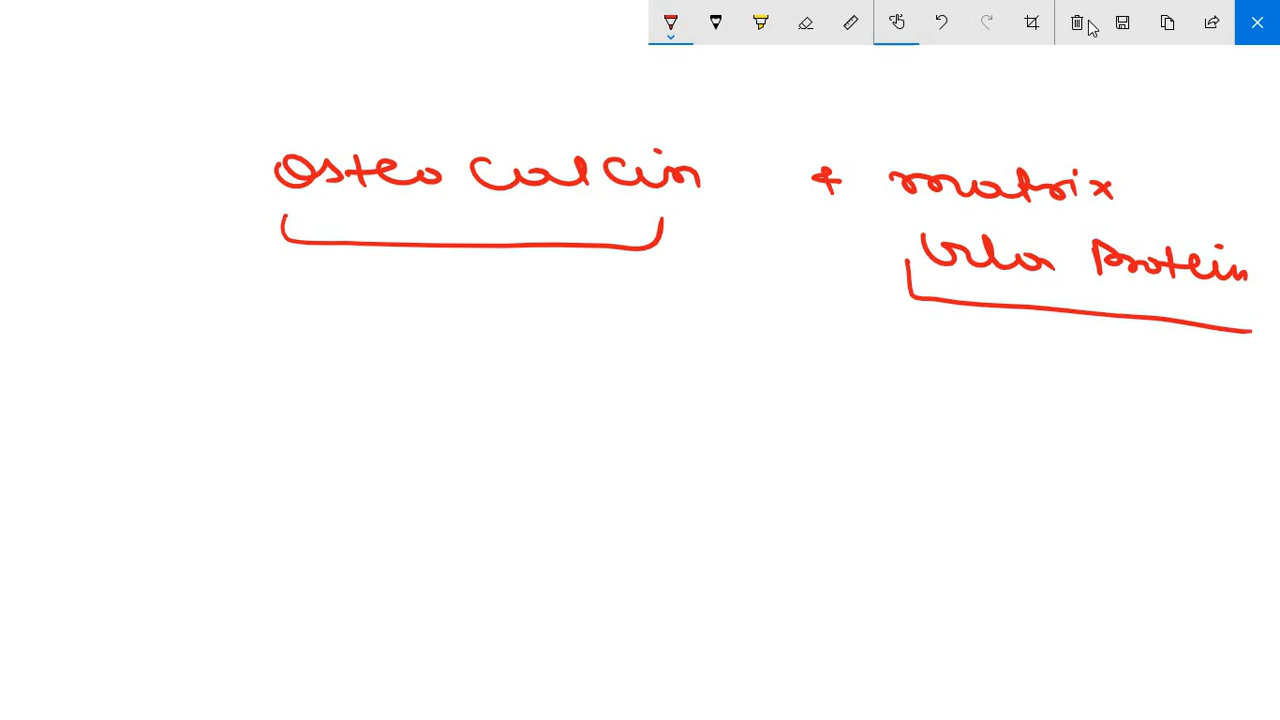 Osteo Calcin + matrix
Gla Protein